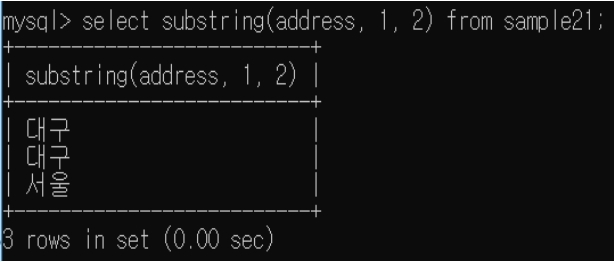 mysql> select substring(address, 1, 2) from sample21;
+--------------------------+
| substring(address, 1, 2) |
+--------------------------+
| 대구                     |
| 대구                     |
| 서울                     |
+--------------------------+
3 rows in set (0.00 sec)